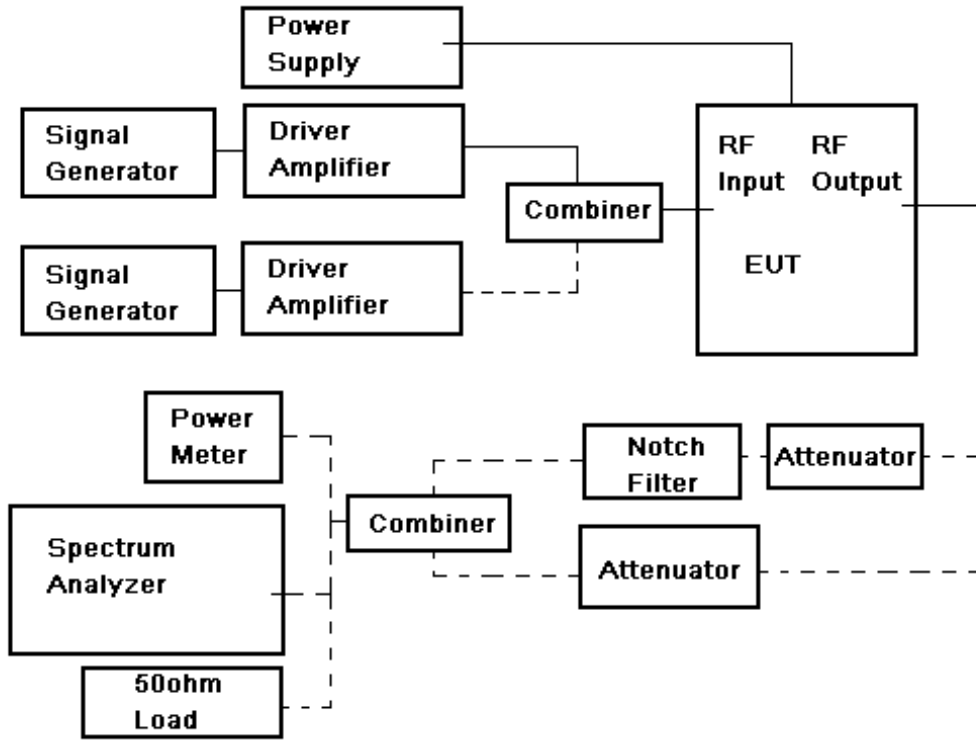 Power
Supply
Signal
Generator
Driver
Amplifier
RF
Input
RF
Output
Combiner
Signal
Generator
Driver
Amplifier
EUT
Power
Meter
Notch
Filter
Attenuator
Combiner
Spectrum
Analyzer
Attenuator
50ohm
Load